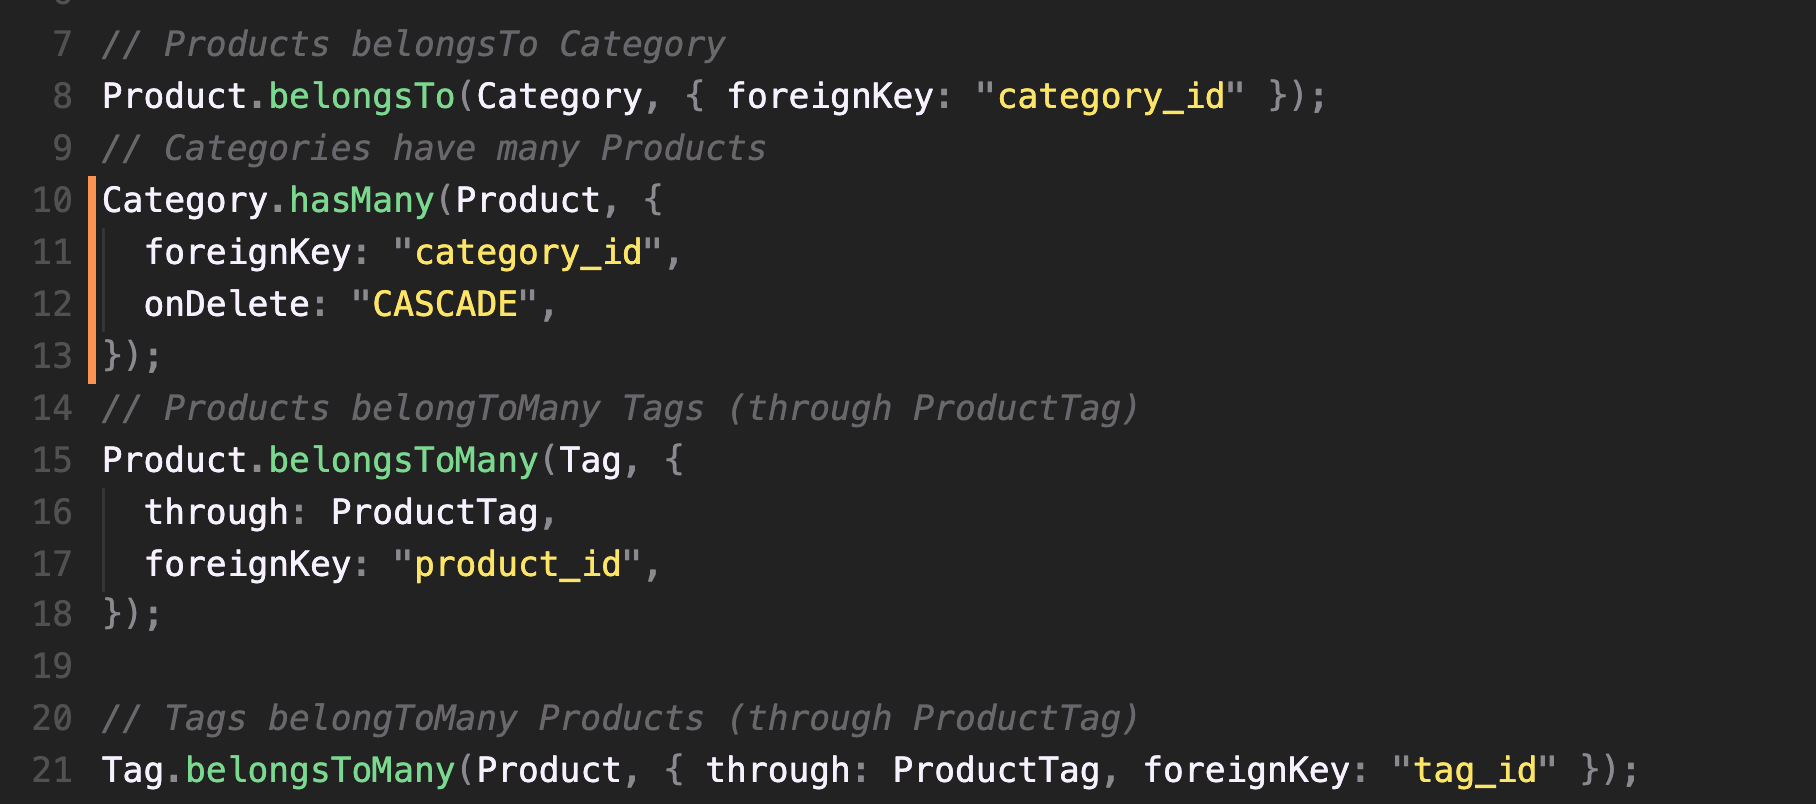 7 // Products belongsTo Category
8 Product.belongsTo(Category, { foreignKey: "category_id" });
9 // Categories have many Products
10 Category.hasMany(Product, {
11   foreignKey: "category_id",
12   onDelete: "CASCADE",
13 });
14 // Products belongToMany Tags (through ProductTag)
15 Product.belongsToMany(Tag, {
16   through: ProductTag,
17   foreignKey: "product_id",
18 });
19
20 // Tags belongToMany Products (through ProductTag)
21 Tag.belongsToMany(Product, { through: ProductTag, foreignKey: "tag_id" });